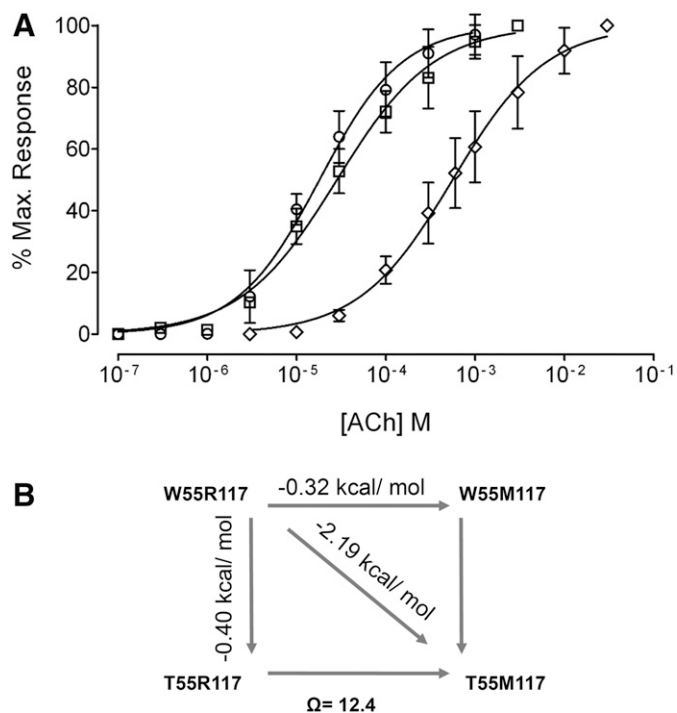 A
% Max. Response
100
80
60
40
20
0
10-7
10-6
10-5
10-4
10-3
10-2
10-1
[ACh] M
B
W55R117
-0.32 kcal/ mol
W55M117
-0.40 kcal/ mol
-2.19 kcal/ mol
T55R117
T55M117
Ω= 12.4